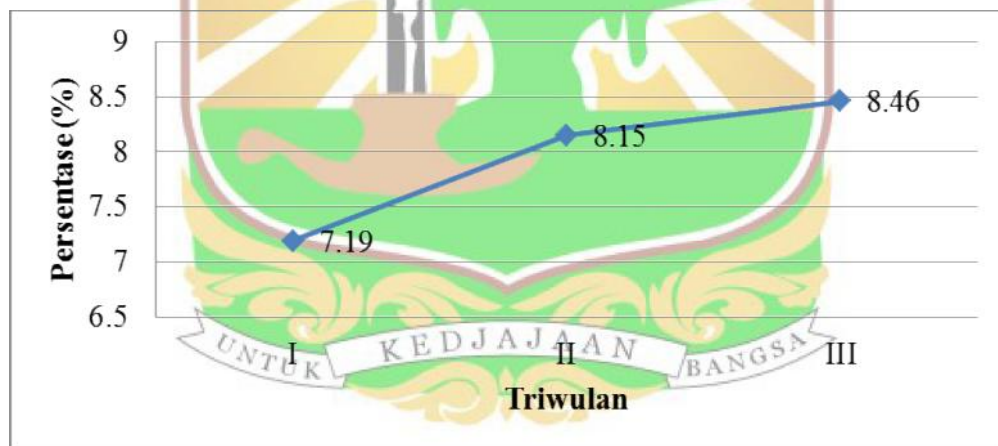 9
8.5
8
7.5
7
6.5
Persentase (%)
7.19
8.15
8.46
I
II
III
Triwulan
UNTUK KEDJAJAAN BANGSA